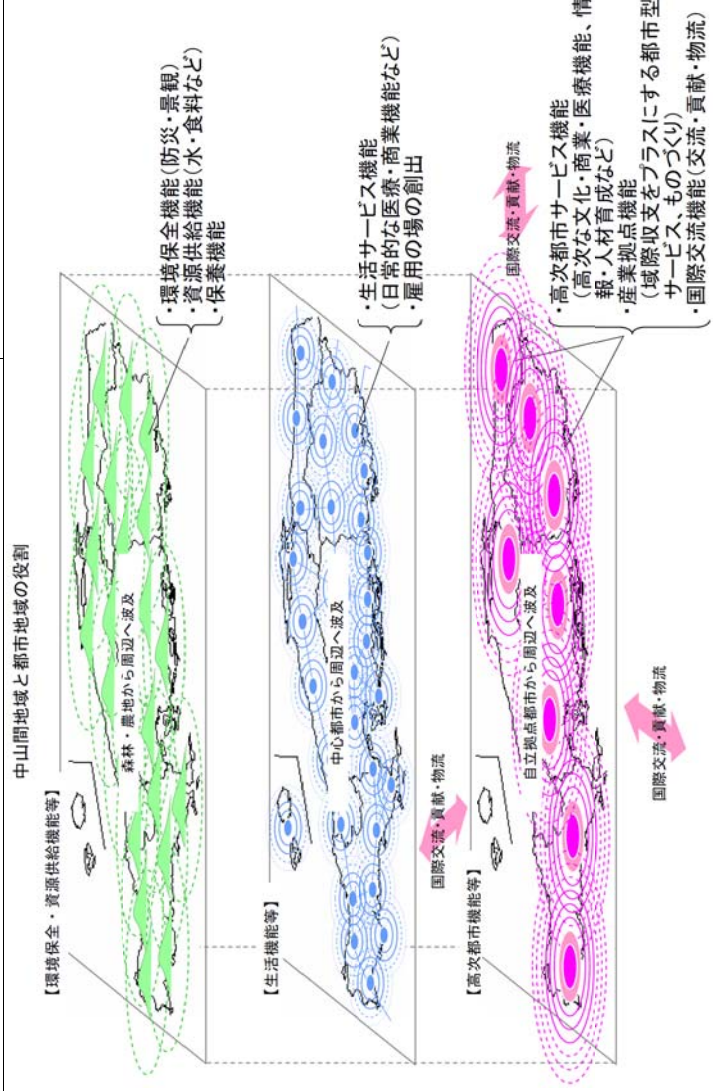 中山間地域と都市地域の役割
【環境保全・資源供給機能等】
森林・農地から周辺へ波及
・環境保全機能(防災・景観)
・資源供給機能(水・食料など)
・保養機能
【生活機能等】
中心都市から周辺へ波及
・生活サービス機能
(日常的な医療・商業機能など)
・雇用の場の創出
国際交流・貢献・物流
【高次都市機能等】
自立拠点都市から周辺へ波及
国際交流・貢献・物流
国際交流・貢献・物流
・高次都市サービス機能
(高次な文化・商業・医療機能、情
報・人材育成など)
・産業拠点機能
(域際収支をプラスにする都市型
サービス、ものづくり)
・国際交流機能(交流・貢献・物流)